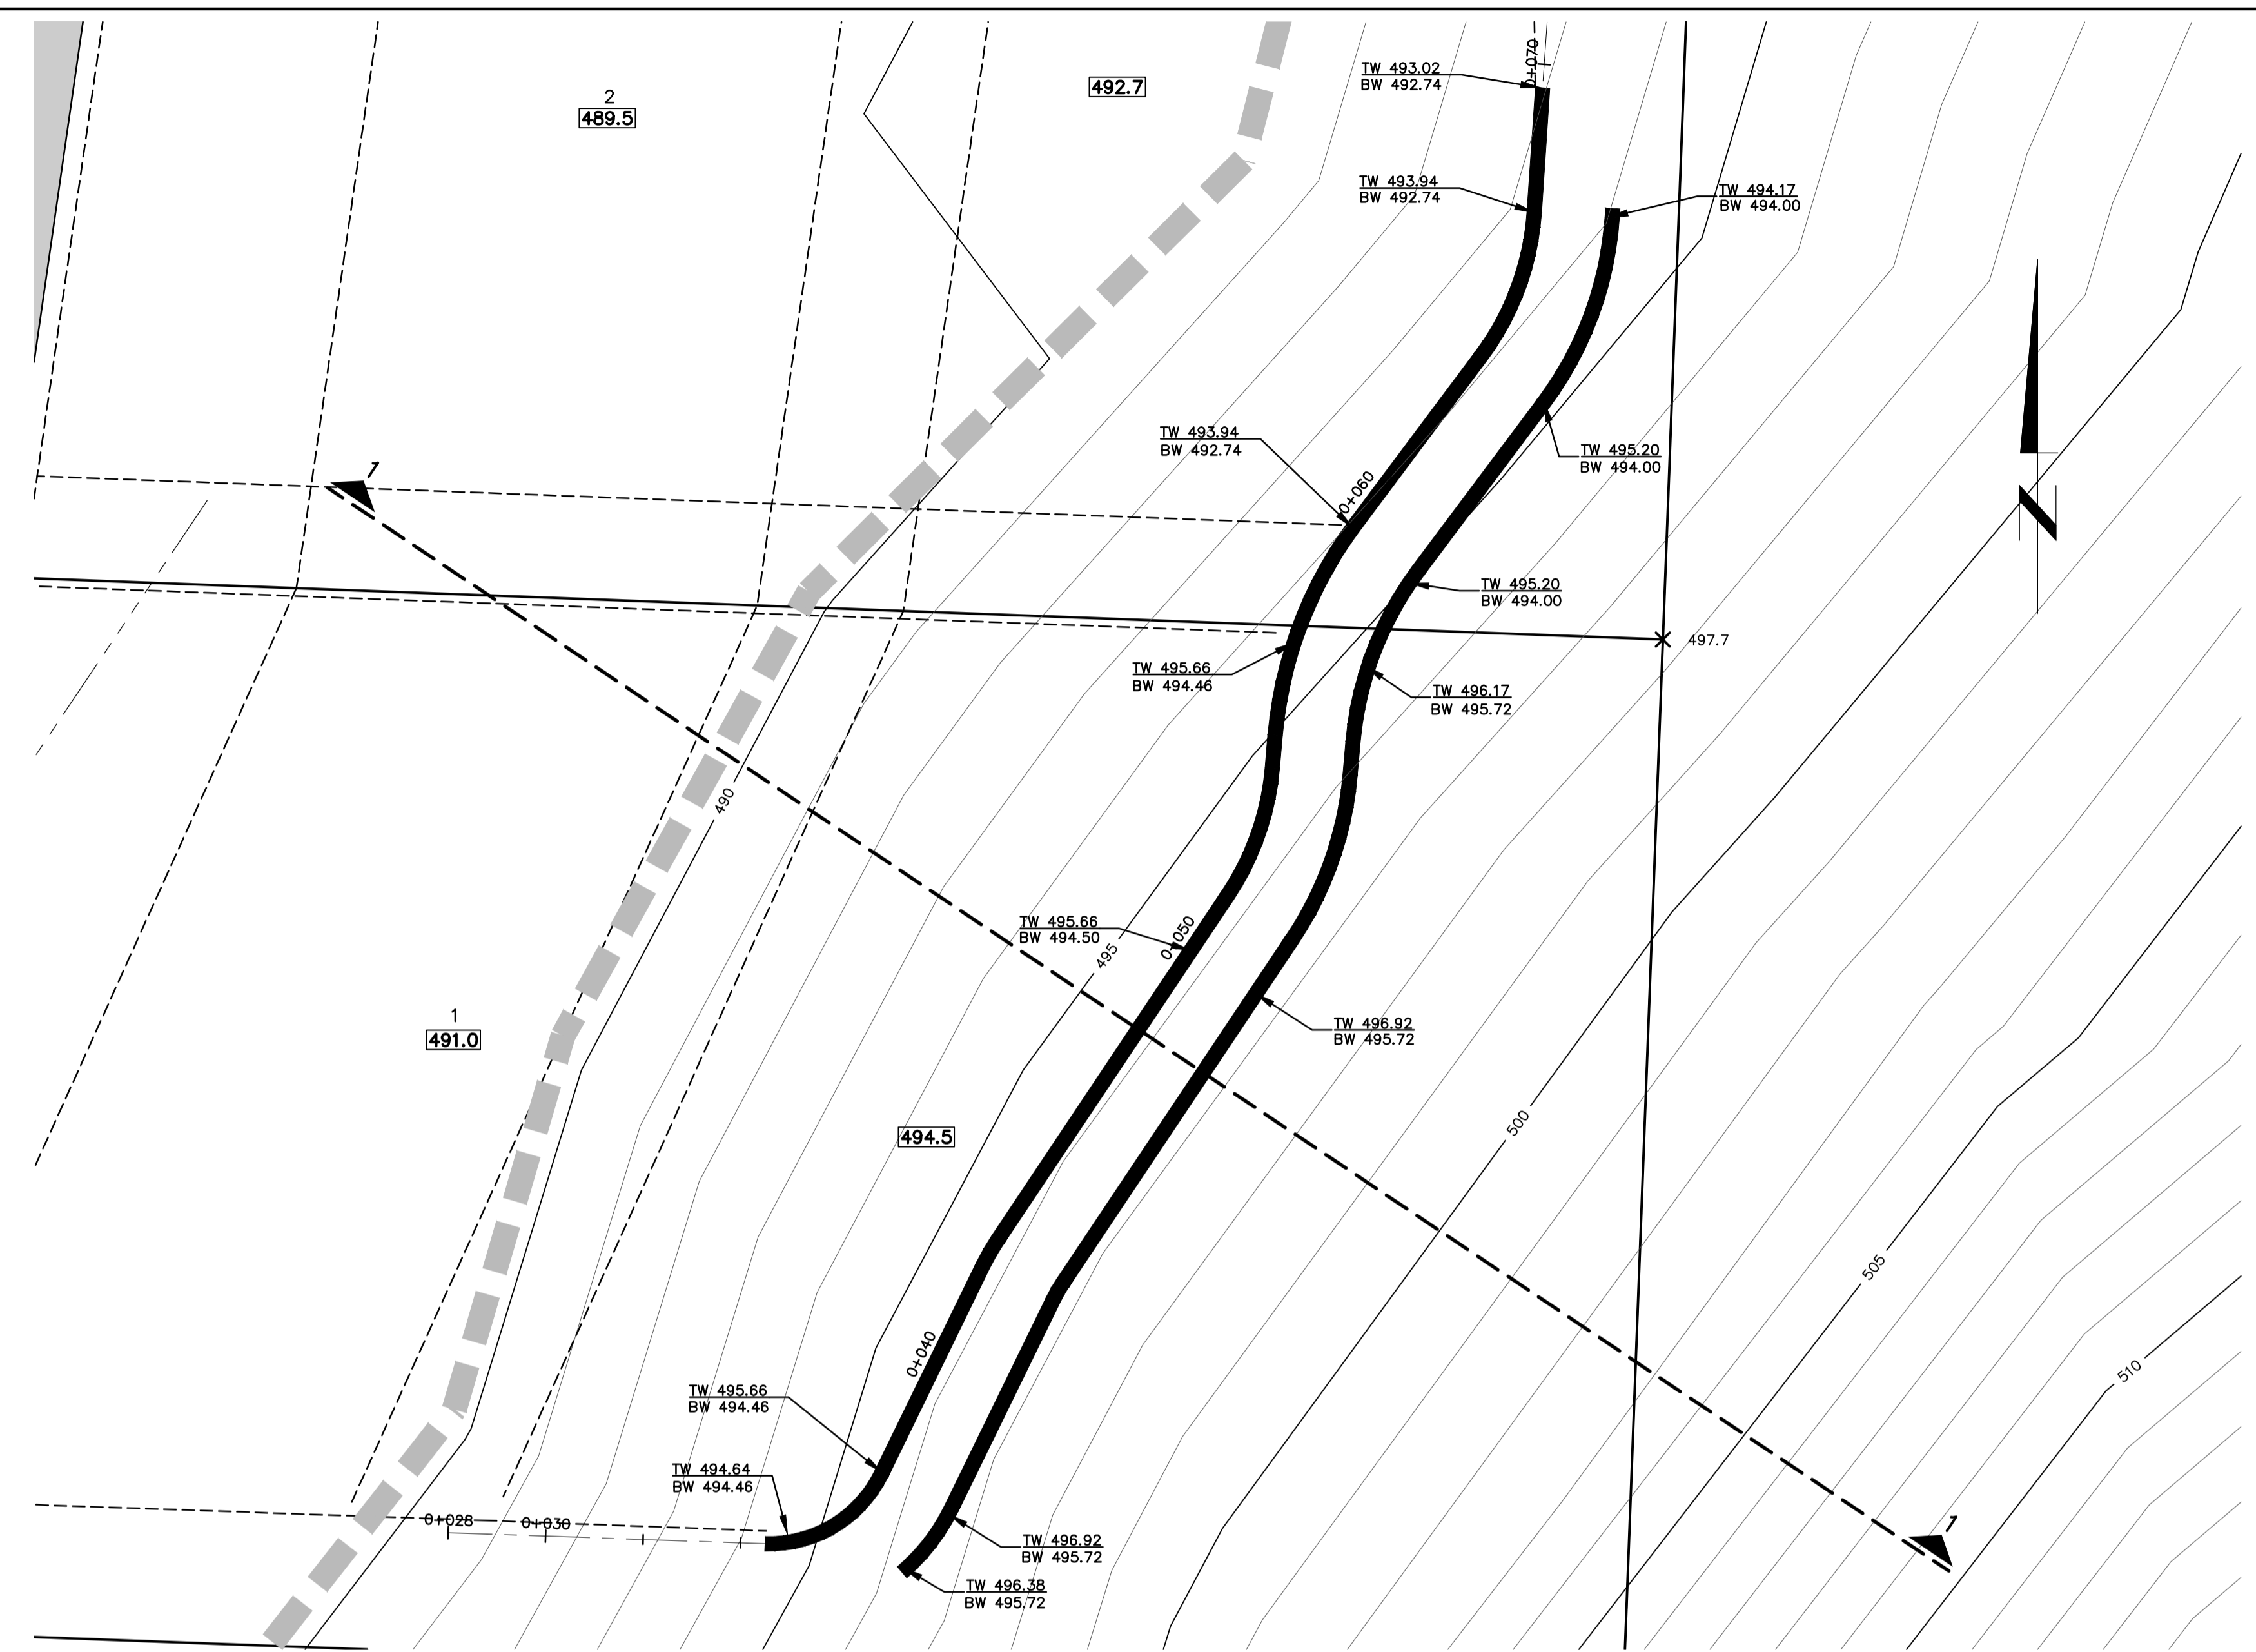 0+070
TW 493.02
BW 492.74
2
489.5
492.7
TW 493.94
BW 492.74
TW 494.17
BW 494.00
1
TW 493.94
BW 492.74
0+060
TW 495.20
BW 494.00
N
TW 495.20
BW 494.00
497.7
TW 495.66
BW 494.46
TW 496.17
BW 495.72
490
TW 495.66
BW 494.50
0+050
495
1
491.0
TW 496.92
BW 495.72
494.5
500
505
0+040
510
TW 495.66
BW 494.46
TW 494.64
BW 494.46
0+028
0+030
1
TW 496.92
BW 495.72
TW 496.38
BW 495.72